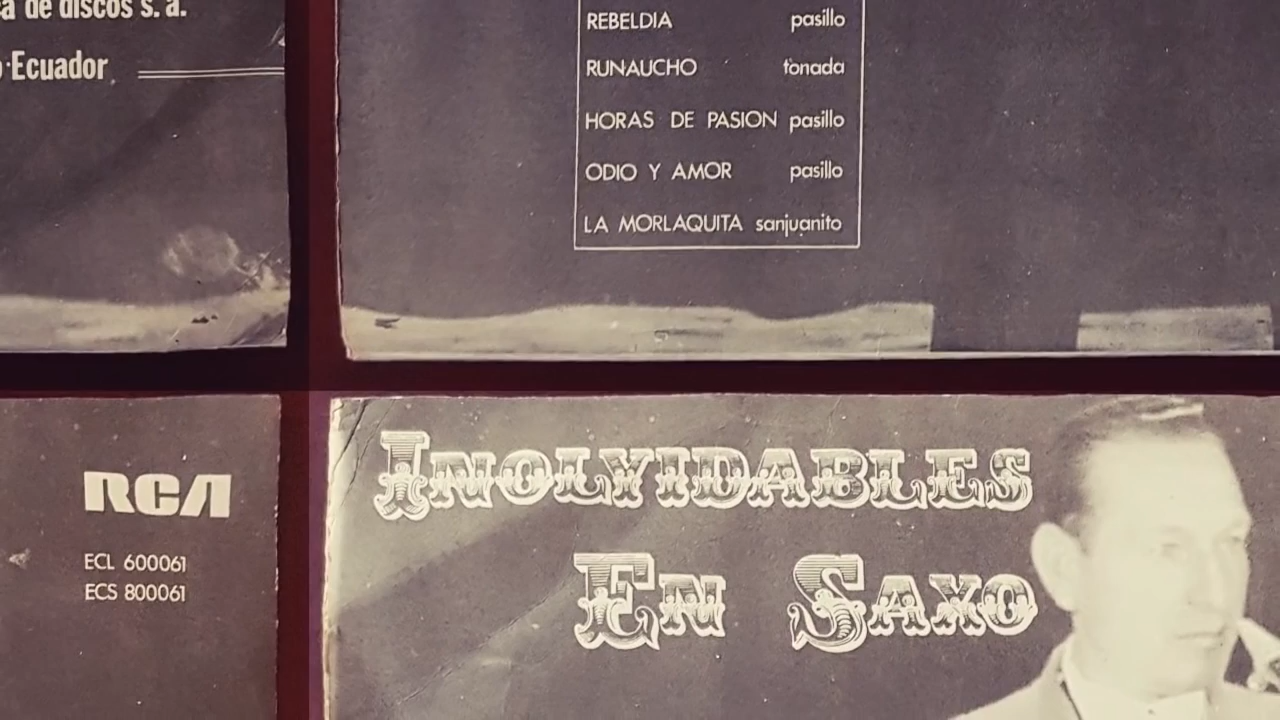 a de discos s. a.
Ecuador
REBELDIA pasillo
RUNAUCHO tonada
HORAS DE PASION pasillo
ODIO Y AMOR pasillo
LA MORLAQUITA sanjuanito
RCA
ECL 600061
ECS 800061
INOLVIDABLES
EN SAXO